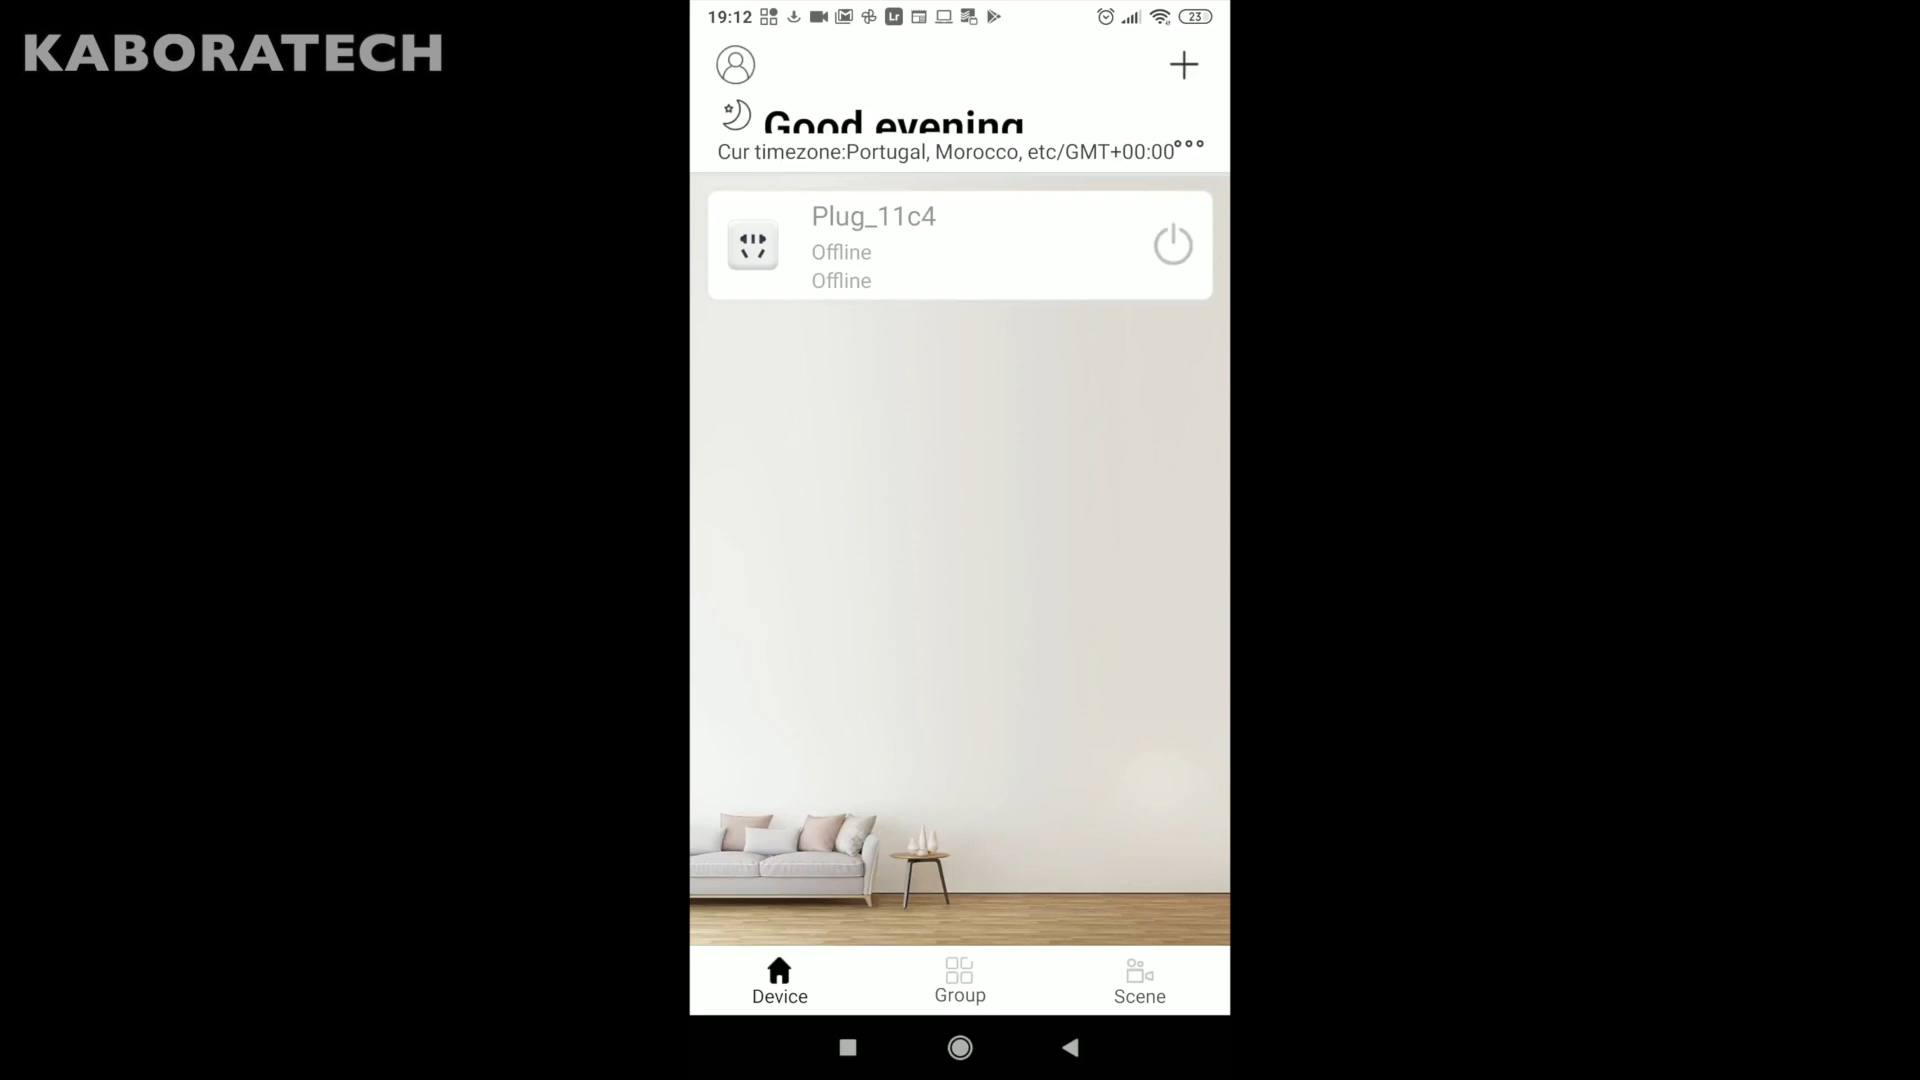 KABORATECH
19:12
Lr
23
Good evening
Cur timezone:Portugal, Morocco, etc/GMT+00:00
Plug_11c4
Offline
Offline
Device
Group
Scene